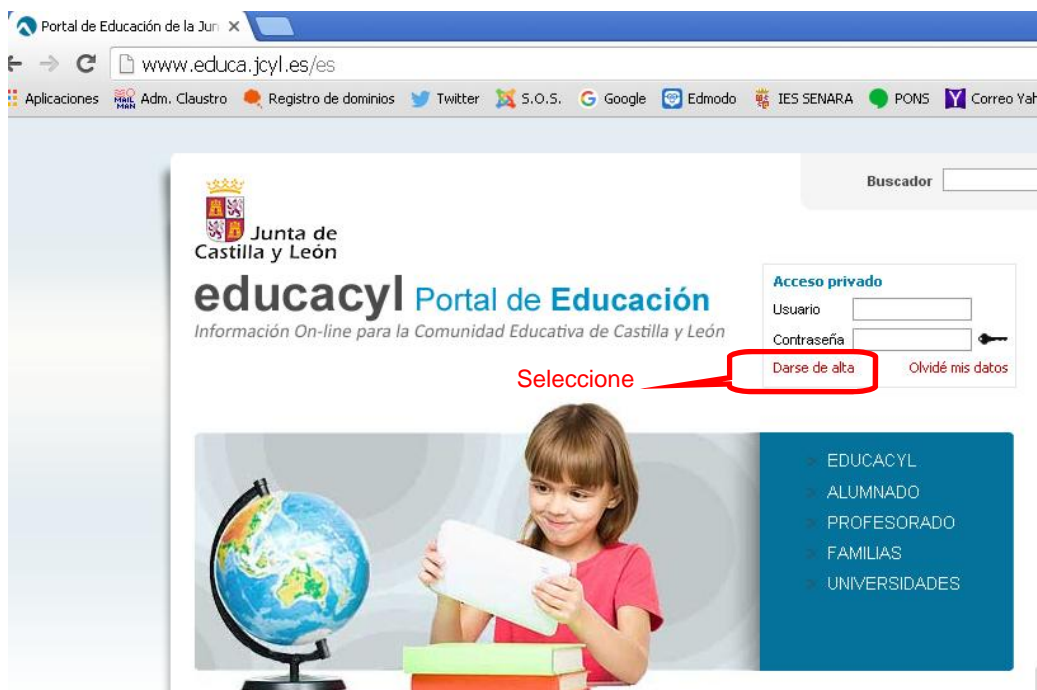 Portal de Educación de la Jun
www.educa.jcyl.es/es
Aplicaciones Adm. Claustro Registro de dominios Twitter S.O.S. Google Edmodo IES SENARA PONS Correo Yah
Buscador
Junta de
Castilla y León
educacyl Portal de Educación
Información On-line para la Comunidad Educativa de Castilla y León
Acceso privado
Usuario
Contraseña
Darse de alta Olvidé mis datos
Seleccione
EDUCACYL
ALUMNADO
PROFESORADO
FAMILIAS
UNIVERSIDADES